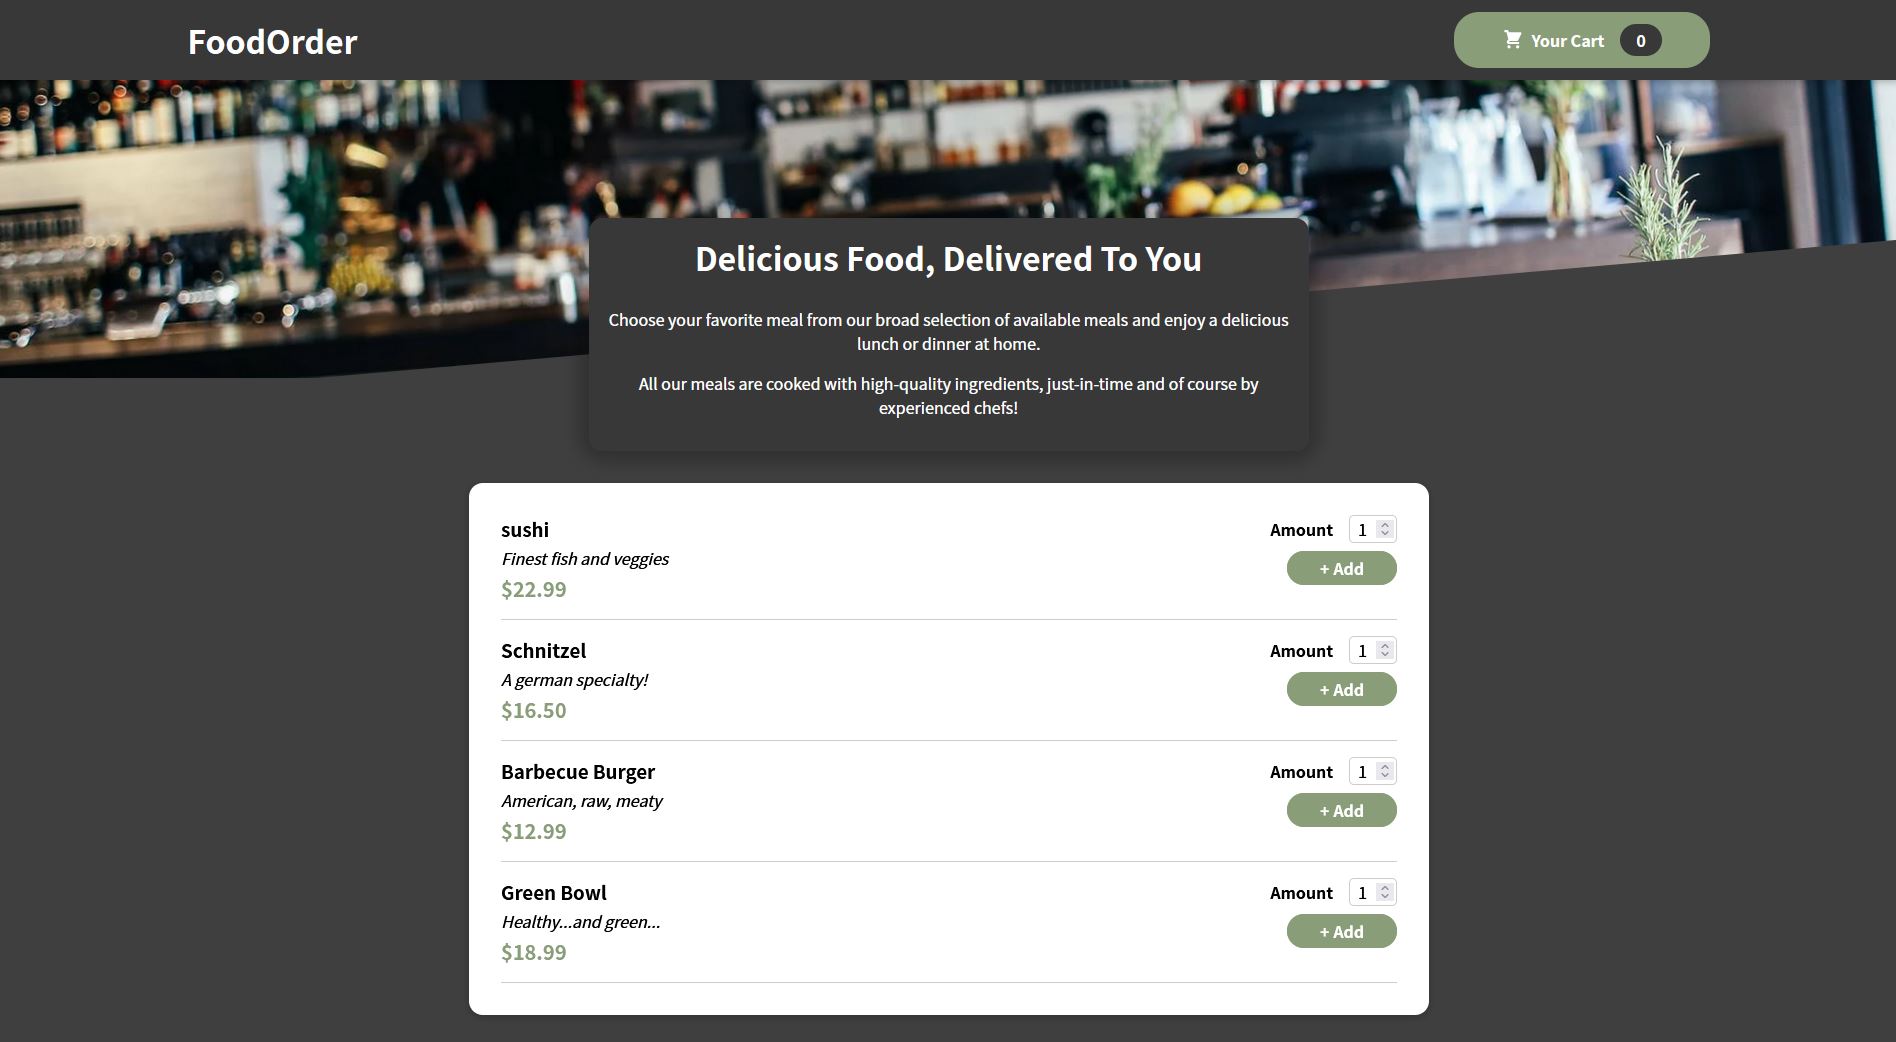 FoodOrder
Your Cart 0
Delicious Food, Delivered To You
Choose your favorite meal from our broad selection of available meals and enjoy a delicious
lunch or dinner at home.
All our meals are cooked with high-quality ingredients, just-in-time and of course by
experienced chefs!
sushi
Finest fish and veggies
$22.99
Amount 1
+ Add
Schnitzel
A german specialty!
$16.50
Amount 1
+ Add
Barbecue Burger
American, raw, meaty
$12.99
Amount 1
+ Add
Green Bowl
Healthy...and green...
$18.99
Amount 1
+ Add